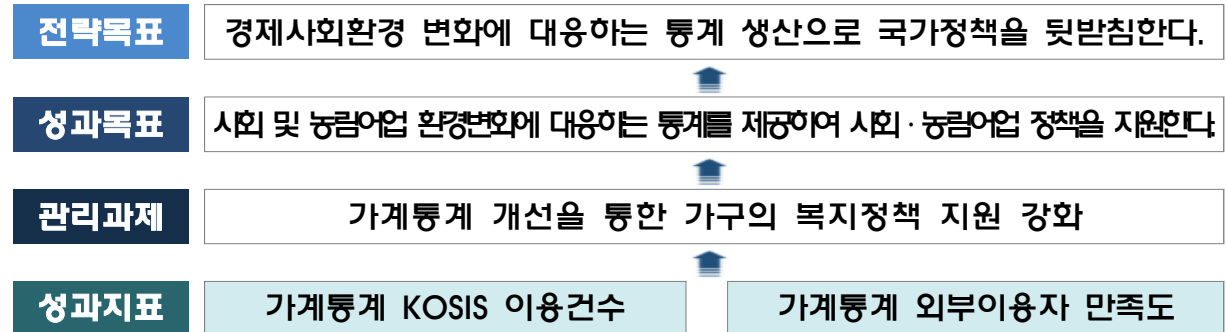 전략목표 경제사회환경 변화에 대응하는 통계 생산으로 국가정책을 뒷받침한다.
성과목표 사회 및 농림어업 환경변화에 대응하는 통계를 제공하여 사회·농림어업 정책을 지원한다.
관리과제 가계통계 개선을 통한 가구의 복지정책 지원 강화
성과지표 가계통계 KOSIS 이용건수 가계통계 외부이용자 만족도